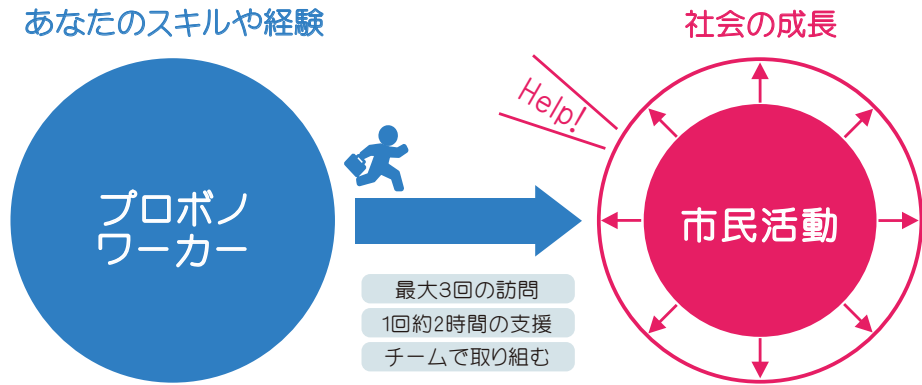 あなたのスキルや経験
社会の成長
Help!
プロボノ
ワーカー
市民活動
最大3回の訪問
1回約2時間の支援
チームで取り組む